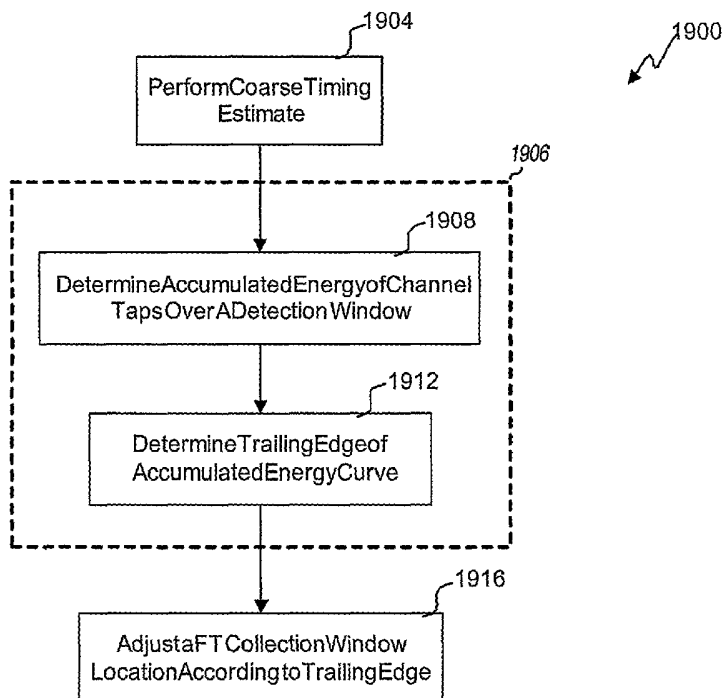 1904
1900
PerformCoarseTiming
Estimate
1906
1908
DetermineAccumulatedEnergyofChannel
TapsOverADetectionWindow
1912
DetermineTrailingEdgeof
AccumulatedEnergyCurve
1916
AdjustaFTCollectionWindow
LocationAccordingtoTrailingEdge